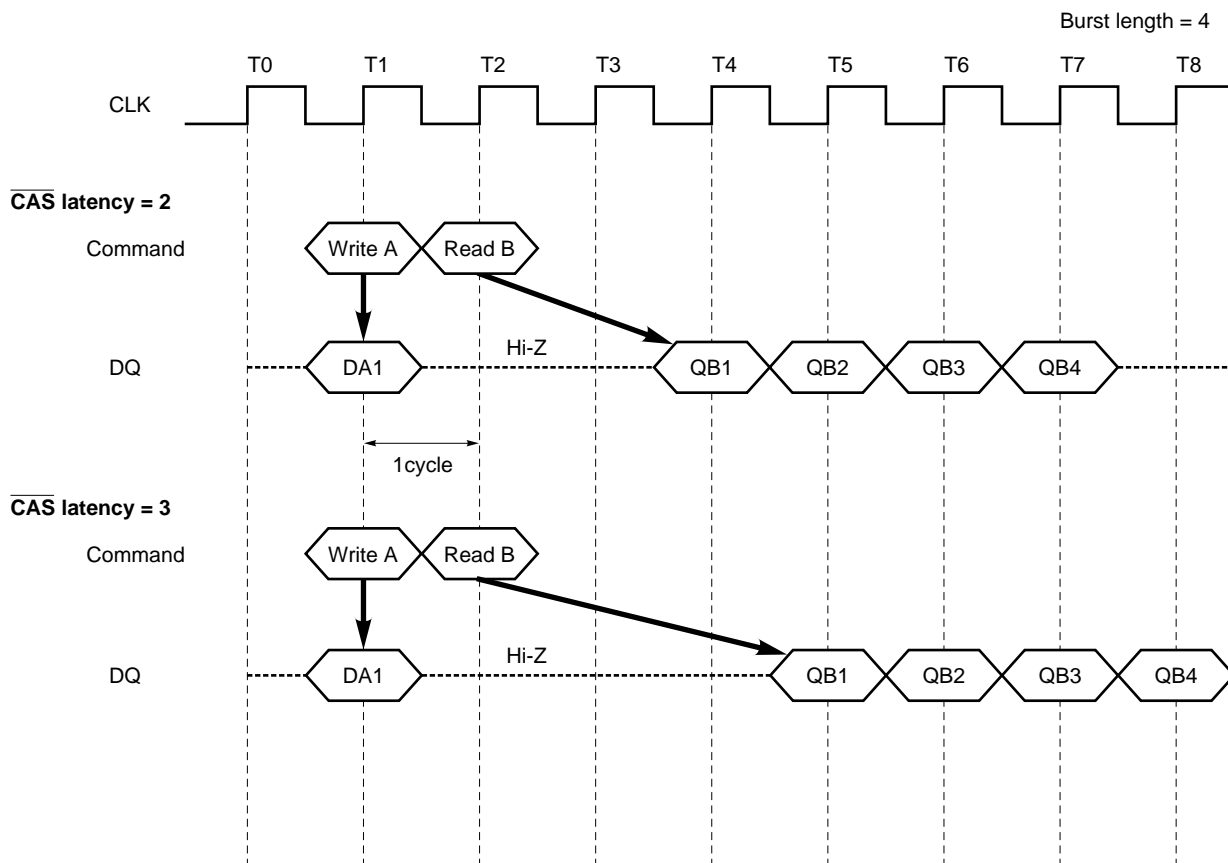 Burst length = 4
T0 T1 T2 T3 T4 T5 T6 T7 T8
CLK
CAS latency = 2
Command Write A Read B
Hi-Z
DQ DA1 QB1 QB2 QB3 QB4
1cycle
CAS latency = 3
Command Write A Read B
Hi-Z
DQ DA1 QB1 QB2 QB3 QB4